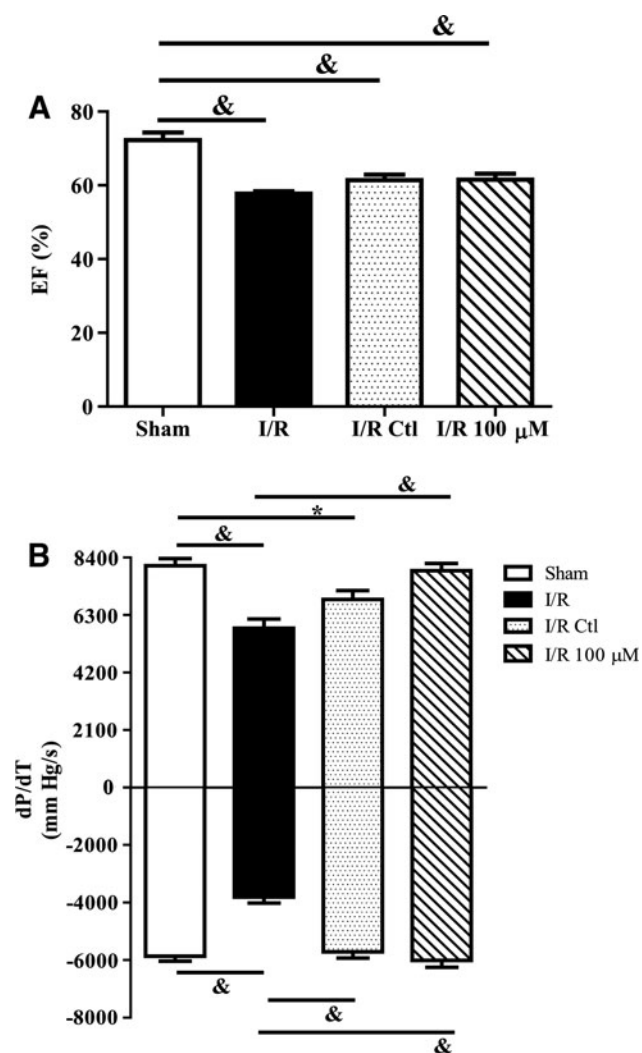 &
&
A
&
80
60
40
20
0
EF (%)
Sham I/R I/R Ctl I/R 100 μM
&
*
&
B
8400
6300
4200
2100
0
-2000
-4000
-6000
-8000
dP/dT
(mm Hg/s)
Sham
I/R
I/R Ctl
I/R 100 μM
&
&
&